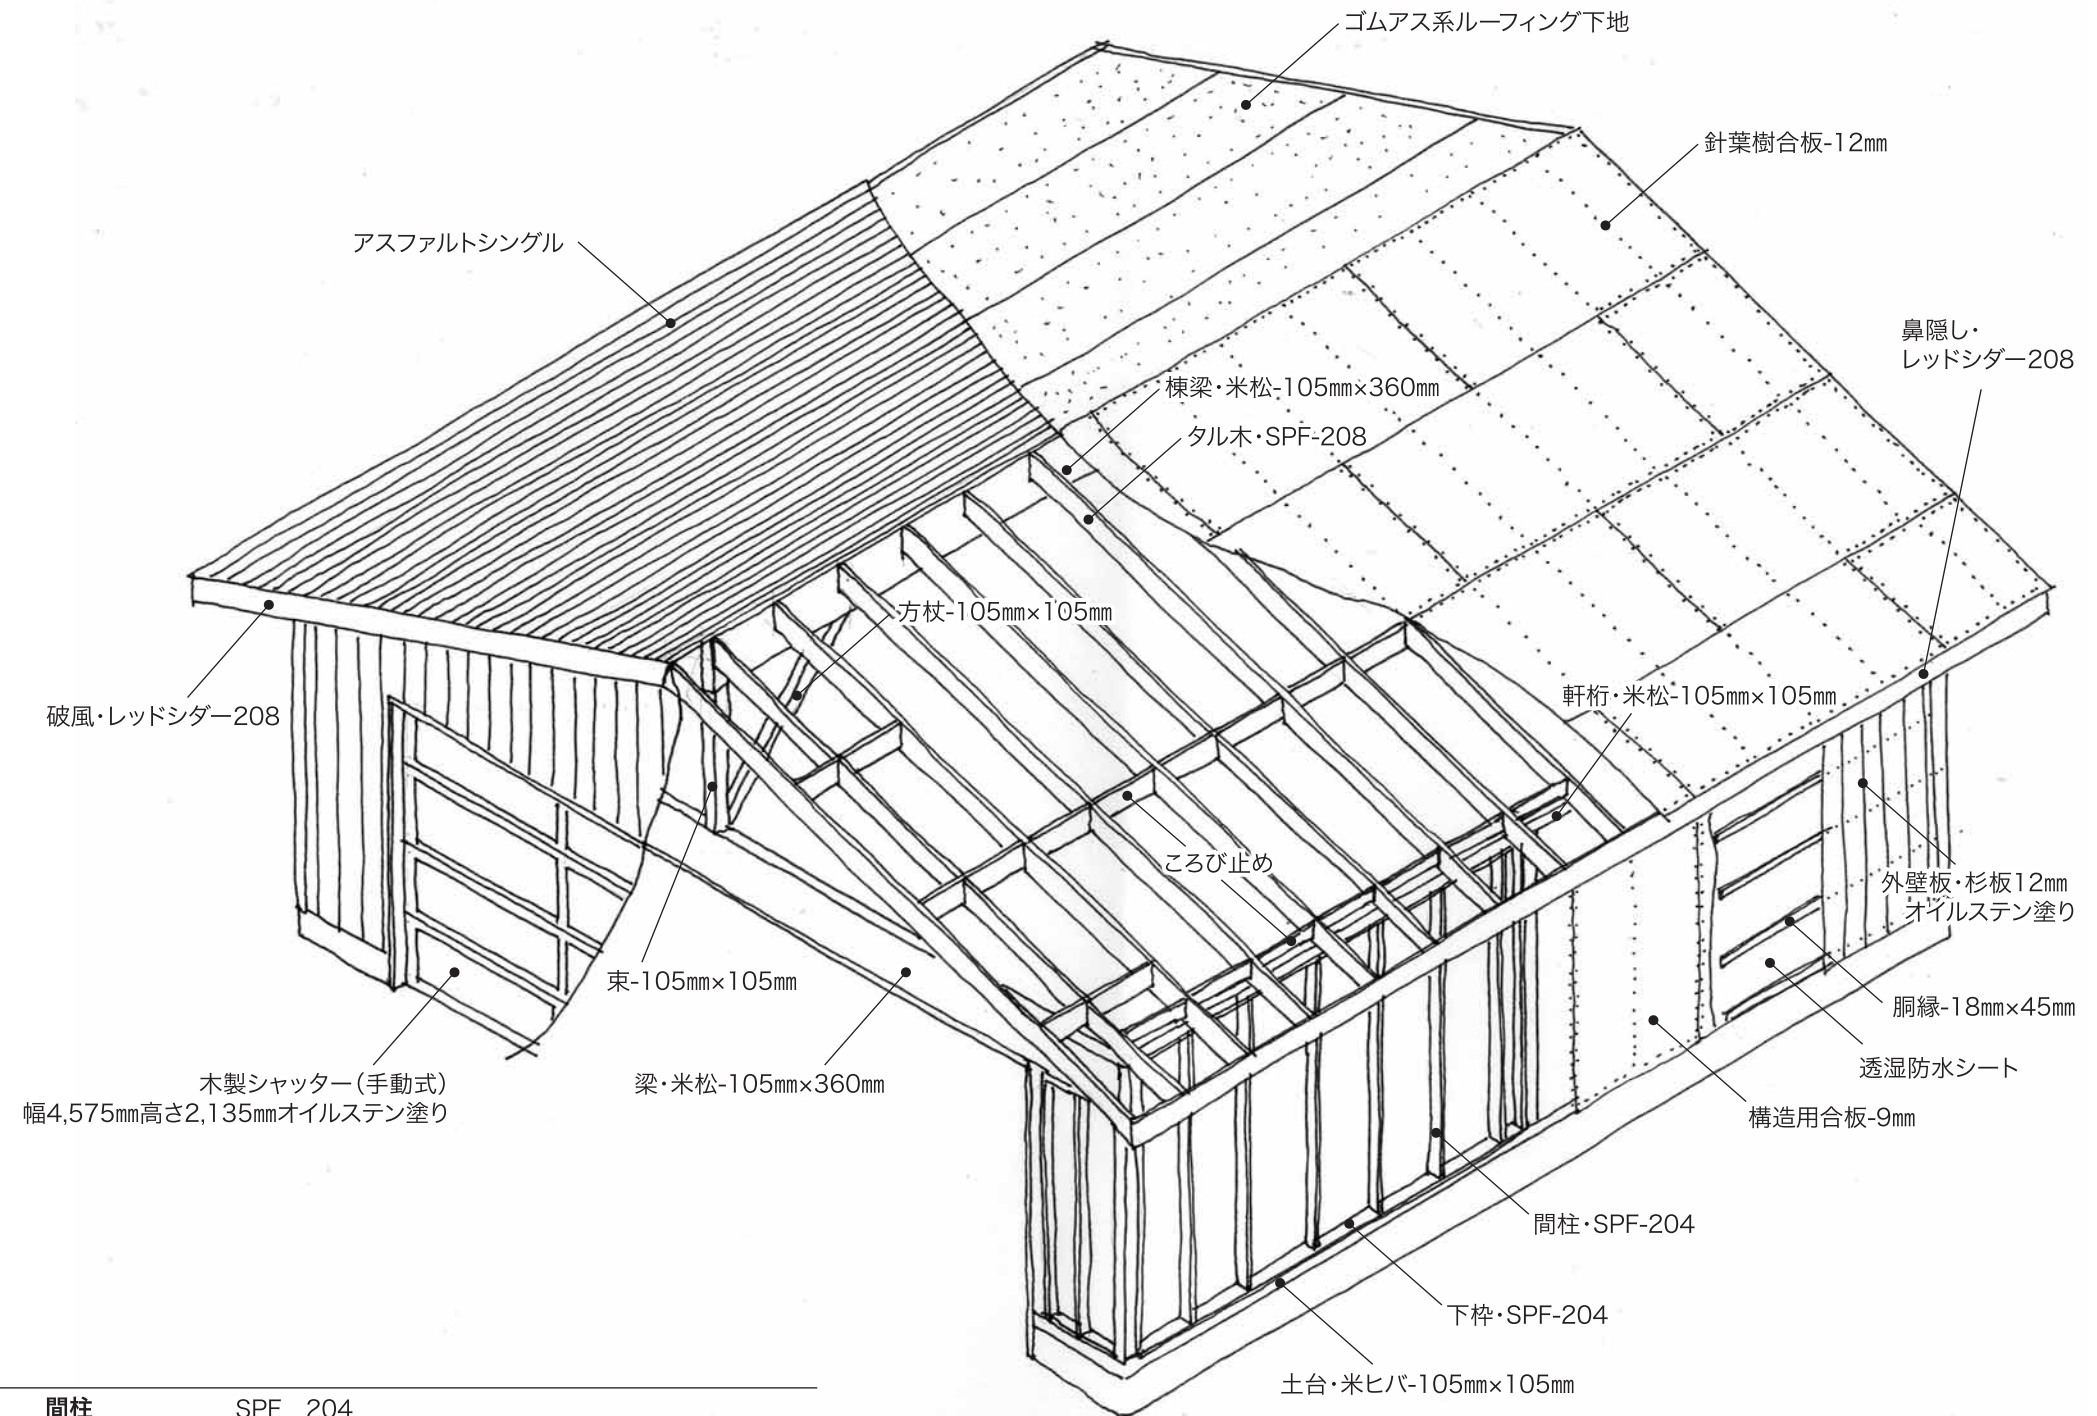 ゴムアス系ルーフィング下地
針葉樹合板-12㎜
アスファルトシングル
鼻隠し・
レッドシダー208
棟梁・米松-105㎜×360㎜
タル木・SPF-208
方杖-105㎜×105㎜
軒桁・米松-105㎜×105㎜
破風・レッドシダー208
ころび止め
外壁板・杉板12㎜
オイルステン塗り
束-105㎜×105㎜
胴縁-18㎜×45㎜
透湿防水シート
木製シャッター(手動式)
幅4,575㎜高さ2,135㎜オイルステン塗り
梁・米松-105㎜×360㎜
構造用合板-9㎜
間柱・SPF-204
下枠・SPF-204
土台・米ヒバ-105㎜×105㎜
間柱 SPF 204